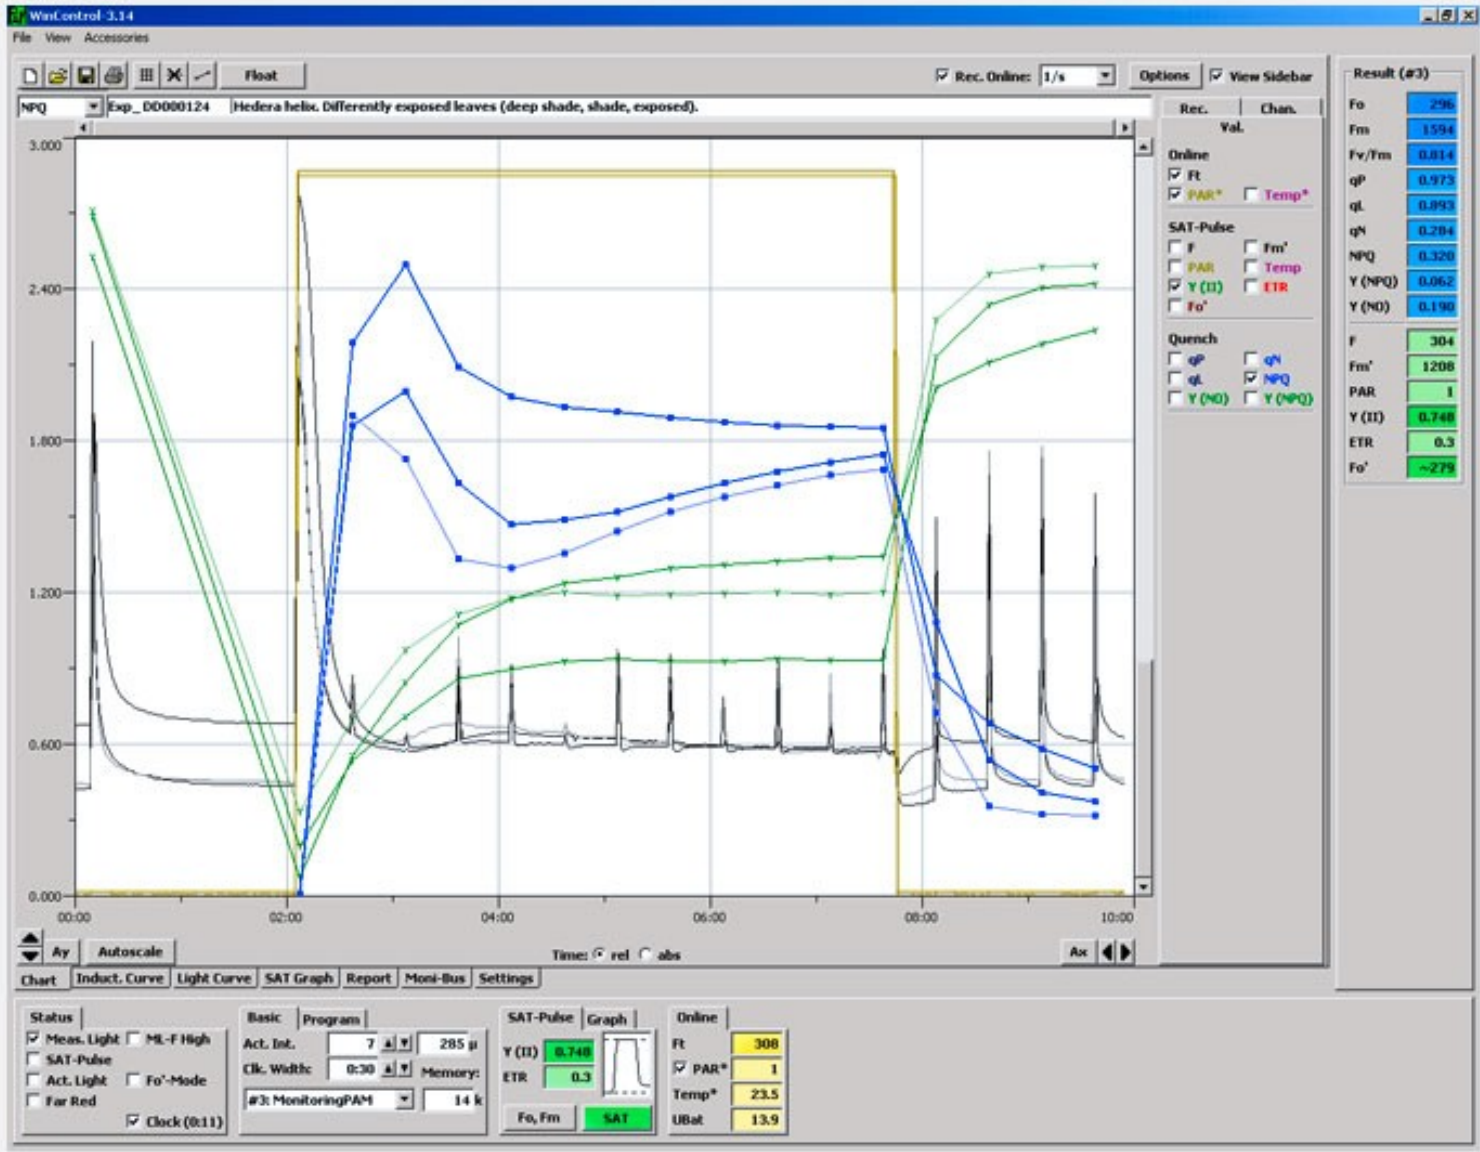 WinControl-3.14
File View Accessories
Float
Rec. Online: 1/s Options View Sidebar
NPQ Exp_DD000124 Hedera helix. Differently exposed leaves (deep shade, shade, exposed).
3.000
2.400
1.800
1.200
0.600
0.000
00:00 02:00 04:00 06:00 08:00 10:00
Ay Autoscale Time: rel abs Ax
Chart Induct. Curve Light Curve SAT Graph Report Moni-Bus Settings
Rec. Chan.
Val.
Online
Ft
PAR* Temp*
SAT-Pulse
F Fm'
PAR Temp
Y (II) ETR
Fo'
Quench
qP qN
qL NPQ
Y (NO) Y (NPQ)
Result (#3)
Fo 296
Fm 1594
Fv/Fm 0.814
qP 0.973
qL 0.893
qN 0.284
NPQ 0.320
Y (NPQ) 0.062
Y (NO) 0.190
F 304
Fm' 1208
PAR 1
Y (II) 0.748
ETR 0.3
Fo' ~279
Status
Meas. Light ML-F High
SAT-Pulse
Act. Light Fo'-Mode
Far Red
Clock (0:11)
Basic Program
Act. Int. 7 285 µ
Clk. Width: 0:30 Memory:
#3: MonitoringPAM 14 k
SAT-Pulse Graph
Y (II) 0.748
ETR 0.3
Fo, Fm SAT
Online
Ft 308
PAR* 1
Temp* 23.5
UBat 13.9